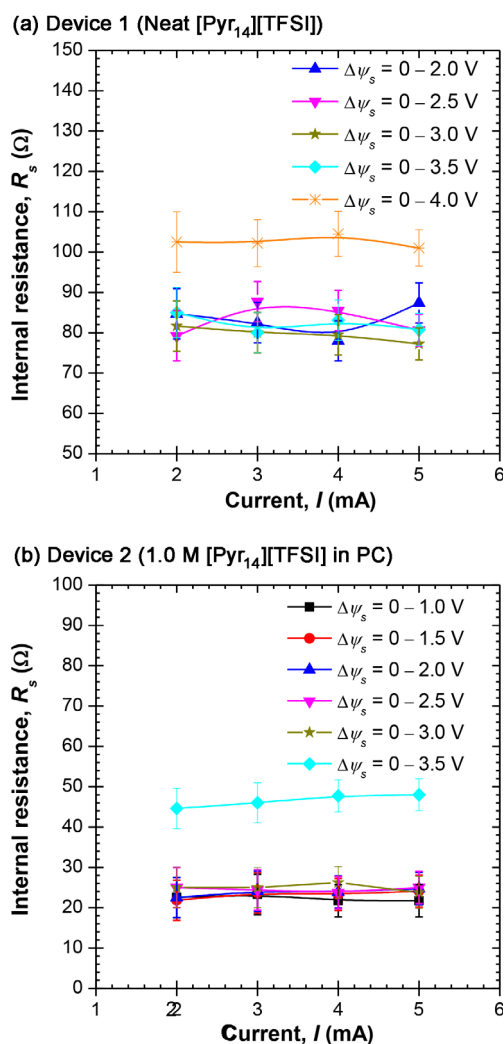 (a) Device 1 (Neat [Pyr₁₄][TFSI])
150
140
130
120
110
100
90
80
70
60
50
Internal resistance, Rₛ (Ω)
Δψₛ = 0 – 2.0 V
Δψₛ = 0 – 2.5 V
Δψₛ = 0 – 3.0 V
Δψₛ = 0 – 3.5 V
Δψₛ = 0 – 4.0 V
1 2 3 4 5 6
Current, I (mA)
(b) Device 2 (1.0 M [Pyr₁₄][TFSI] in PC)
100
90
80
70
60
50
40
30
20
10
0
Internal resistance, Rₛ (Ω)
Δψₛ = 0 – 1.0 V
Δψₛ = 0 – 1.5 V
Δψₛ = 0 – 2.0 V
Δψₛ = 0 – 2.5 V
Δψₛ = 0 – 3.0 V
Δψₛ = 0 – 3.5 V
1 22 3 4 5 6
Current, I (mA)